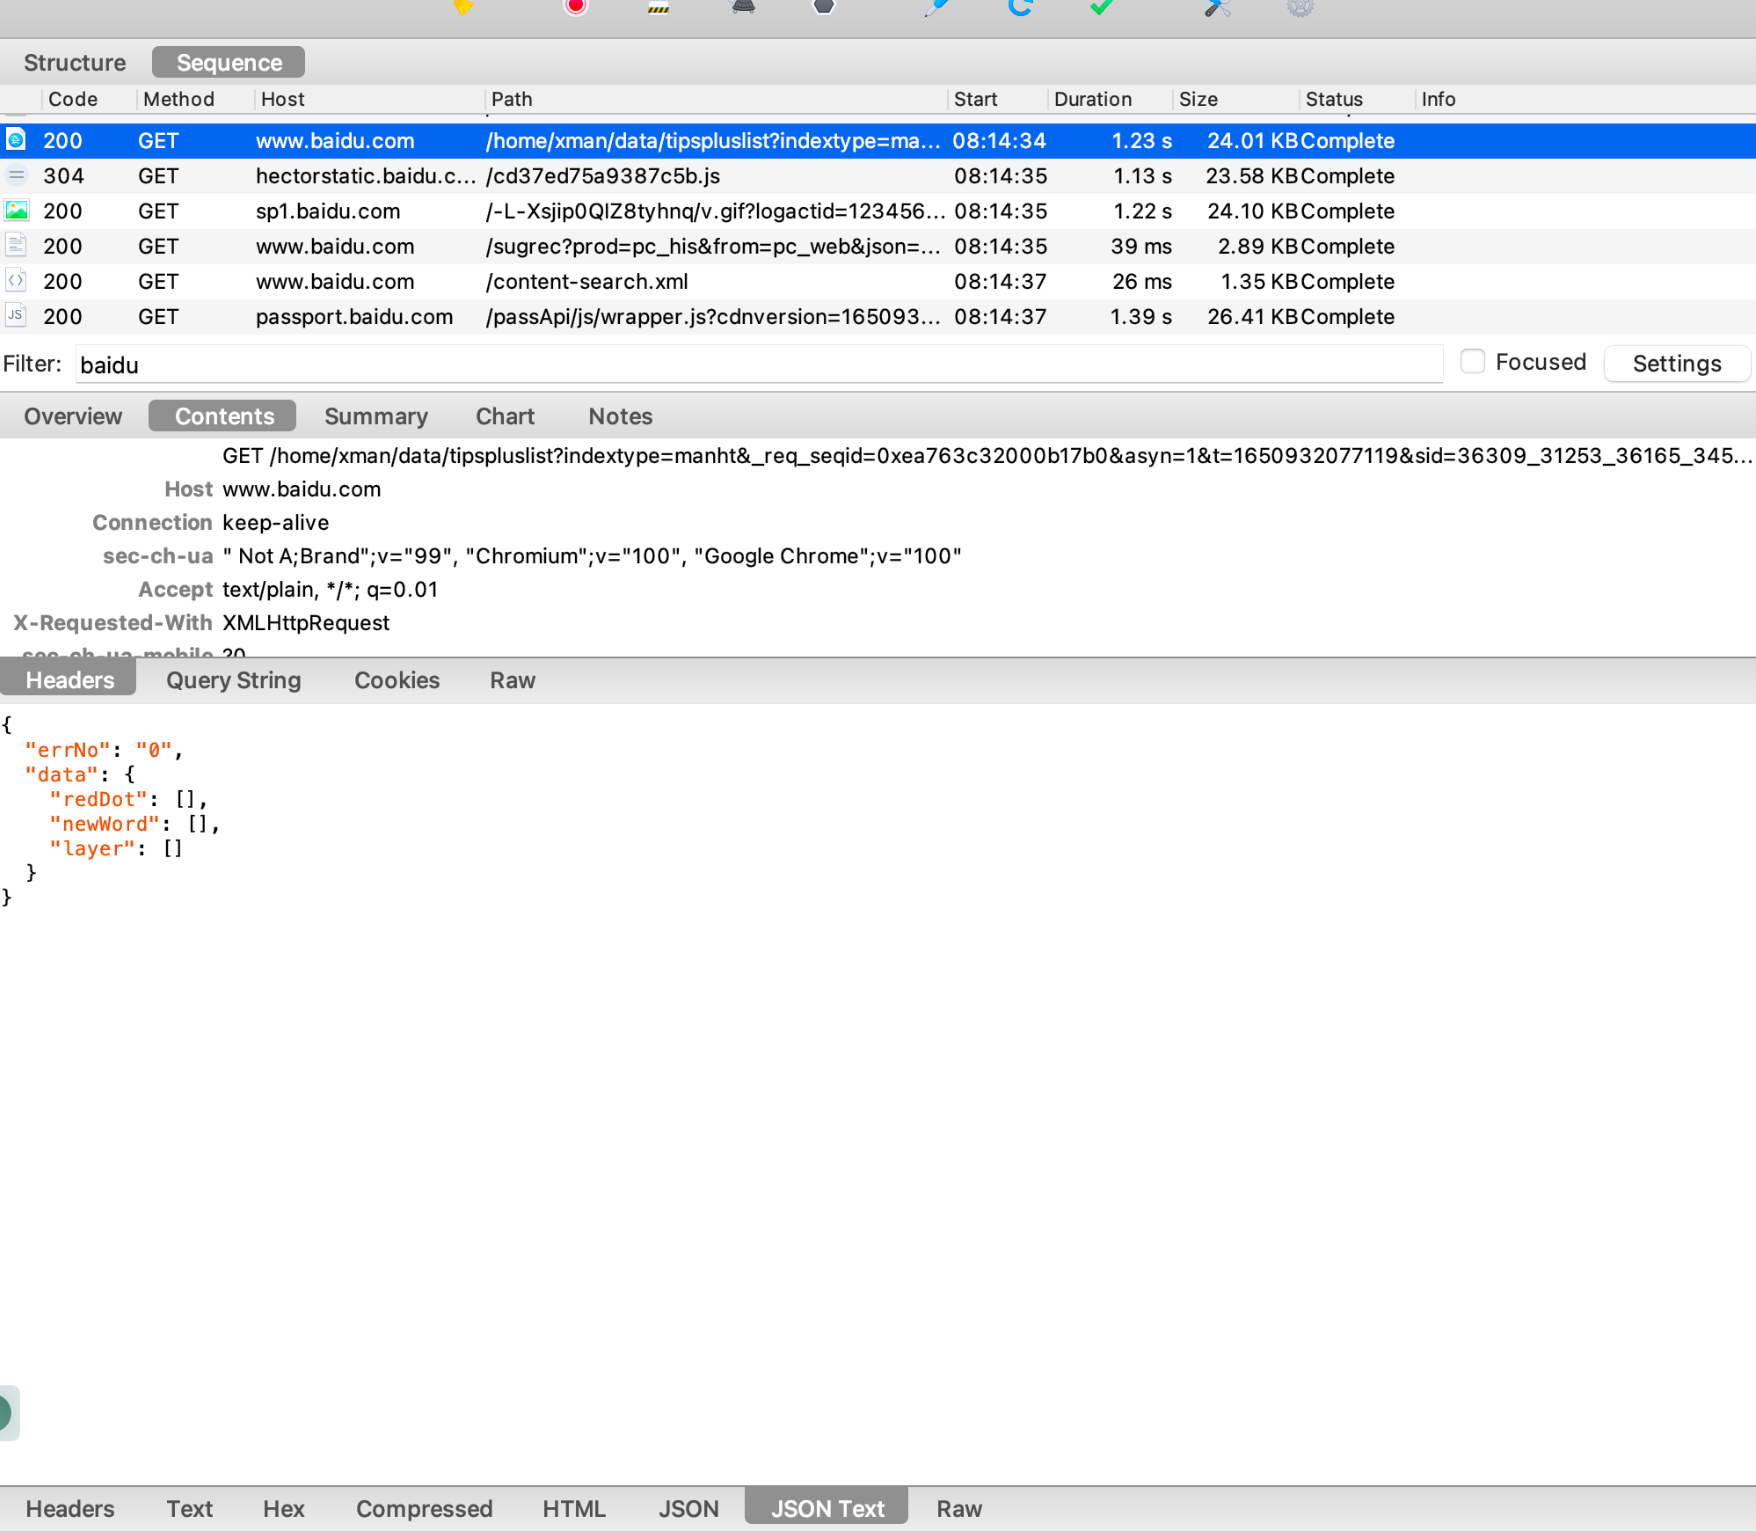 Structure Sequence
Code Method Host Path Start Duration Size Status Info
200 GET www.baidu.com /home/xman/data/tipspluslist?indextype=ma... 08:14:34 1.23 s 24.01 KB Complete
304 GET hectorstatic.baidu.c... /cd37ed75a9387c5b.js 08:14:35 1.13 s 23.58 KB Complete
200 GET sp1.baidu.com /-L-Xsjip0QIZ8tyhnq/v.gif?logactid=123456... 08:14:35 1.22 s 24.10 KB Complete
200 GET www.baidu.com /sugrec?prod=pc_his&from=pc_web&json=... 08:14:35 39 ms 2.89 KB Complete
200 GET www.baidu.com /content-search.xml 08:14:37 26 ms 1.35 KB Complete
JS 200 GET passport.baidu.com /passApi/js/wrapper.js?cdnversion=165093... 08:14:37 1.39 s 26.41 KB Complete
Filter: baidu Focused Settings
Overview Contents Summary Chart Notes
GET /home/xman/data/tipspluslist?indextype=manht&_req_seqid=0xea763c32000b17b0&asyn=1&t=1650932077119&sid=36309_31253_36165_345...
Host www.baidu.com
Connection keep-alive
sec-ch-ua " Not A;Brand";v="99", "Chromium";v="100", "Google Chrome";v="100"
Accept text/plain, */*; q=0.01
X-Requested-With XMLHttpRequest
sec-ch-ua-mobile ?0
Headers Query String Cookies Raw
{
"errNo": "0",
"data": {
"redDot": [],
"newWord": [],
"layer": []
}
}
Headers Text Hex Compressed HTML JSON JSON Text Raw